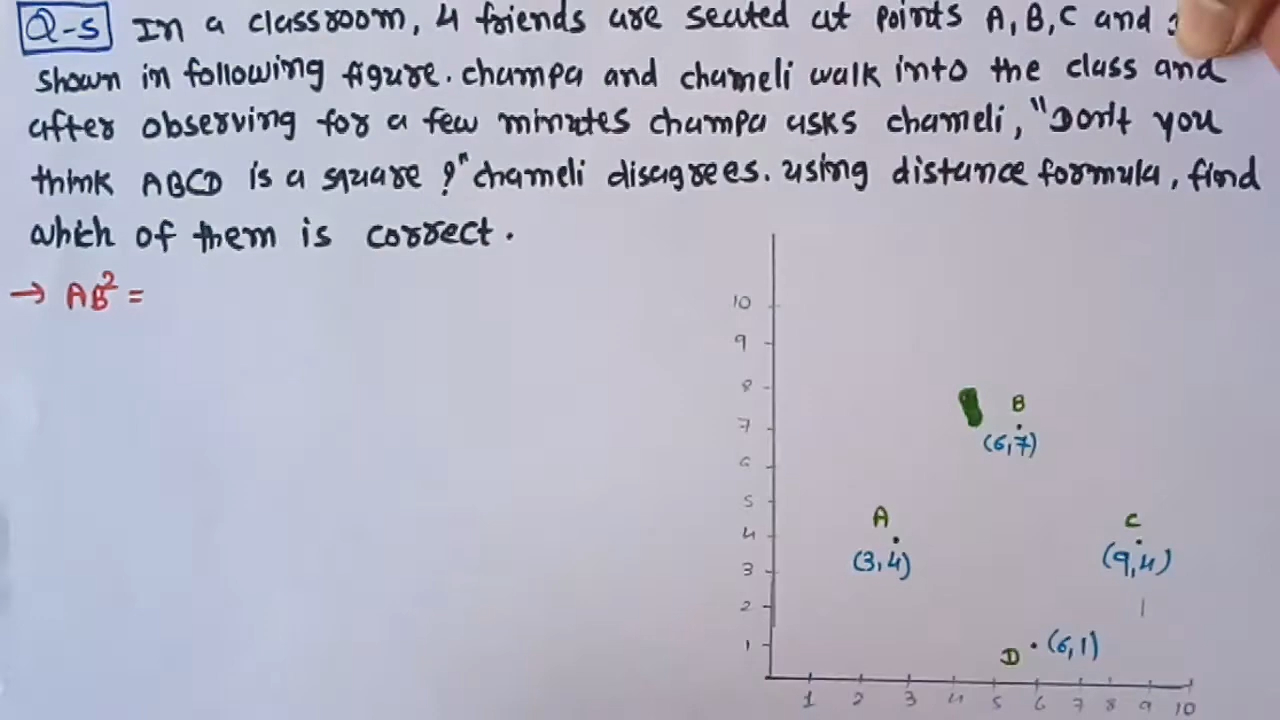 Q-5 In a classroom, 4 friends are seated at points A, B, C and
shown in following figure. champa and chameli walk into the class and
after observing for a few minutes champa asks chameli, "Don't you
think ABCD is a square ?" chameli disagrees. using distance formula, find
which of them is correct.
→ AB² =
10
9
8
B
7
(6,7)
6
5
A
C
4
(3,4)
(9,4)
3
2
1
D
(6,1)
1 2 3 4 5 6 7 8 9 10